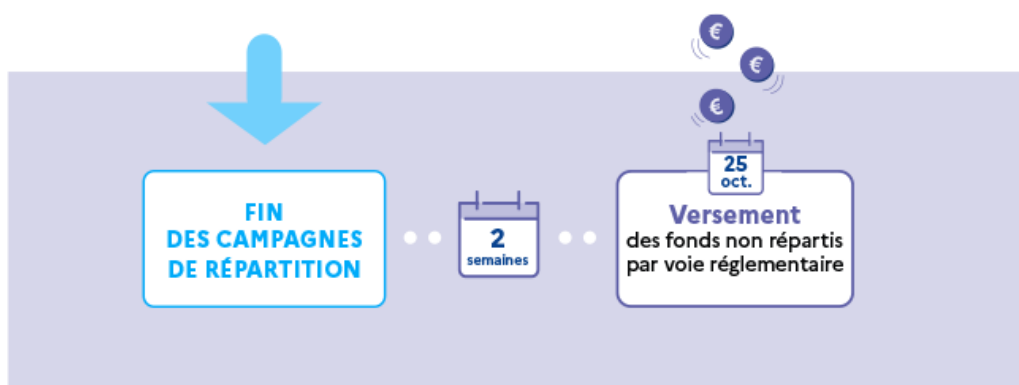 €
€
€
FIN
DES CAMPAGNES
DE RÉPARTITION
2
semaines
25
oct.
Versement
des fonds non répartis
par voie réglementaire